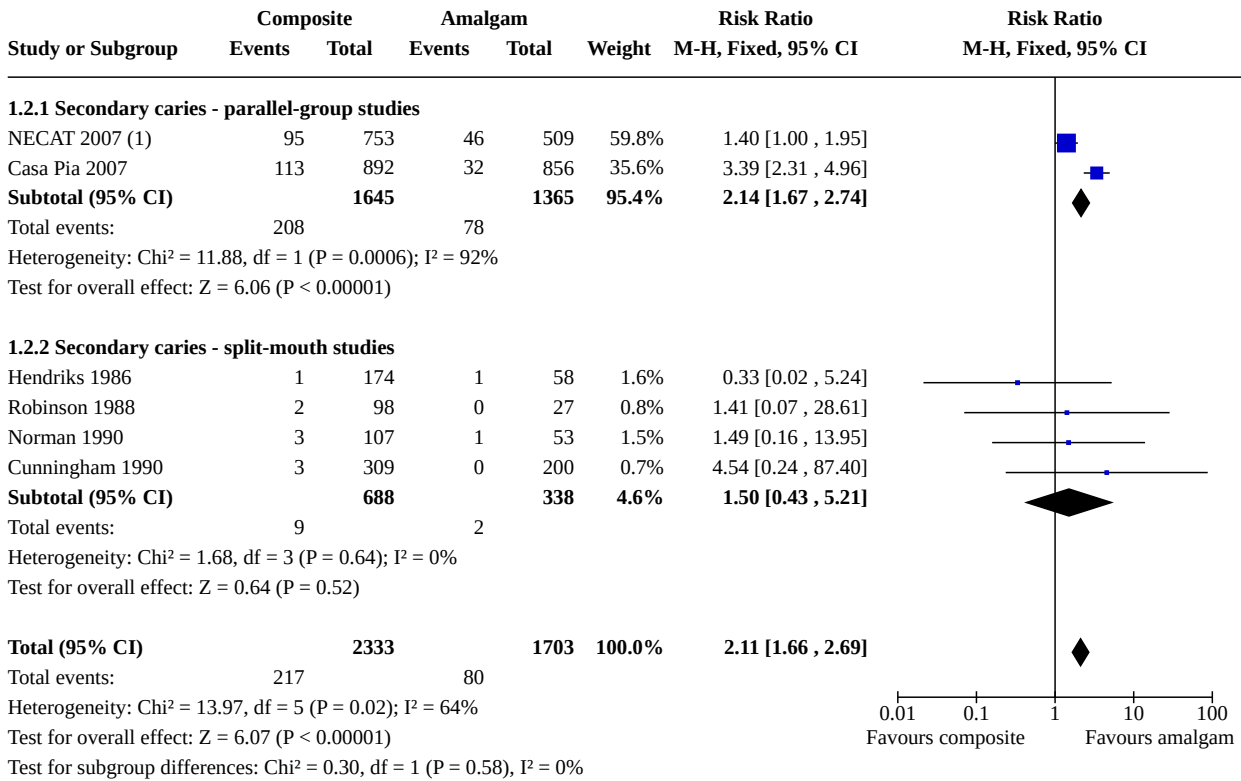 Composite Amalgam Risk Ratio Risk Ratio
Study or Subgroup Events Total Events Total Weight M-H, Fixed, 95% CI M-H, Fixed, 95% CI
1.2.1 Secondary caries - parallel-group studies
NECAT 2007 (1) 95 753 46 509 59.8% 1.40 [1.00 , 1.95]
Casa Pia 2007 113 892 32 856 35.6% 3.39 [2.31 , 4.96]
Subtotal (95% CI) 1645 1365 95.4% 2.14 [1.67 , 2.74]
Total events: 208 78
Heterogeneity: Chi² = 11.88, df = 1 (P = 0.0006); I² = 92%
Test for overall effect: Z = 6.06 (P < 0.00001)
1.2.2 Secondary caries - split-mouth studies
Hendriks 1986 1 174 1 58 1.6% 0.33 [0.02 , 5.24]
Robinson 1988 2 98 0 27 0.8% 1.41 [0.07 , 28.61]
Norman 1990 3 107 1 53 1.5% 1.49 [0.16 , 13.95]
Cunningham 1990 3 309 0 200 0.7% 4.54 [0.24 , 87.40]
Subtotal (95% CI) 688 338 4.6% 1.50 [0.43 , 5.21]
Total events: 9 2
Heterogeneity: Chi² = 1.68, df = 3 (P = 0.64); I² = 0%
Test for overall effect: Z = 0.64 (P = 0.52)
Total (95% CI) 2333 1703 100.0% 2.11 [1.66 , 2.69]
Total events: 217 80
Heterogeneity: Chi² = 13.97, df = 5 (P = 0.02); I² = 64%
Test for overall effect: Z = 6.07 (P < 0.00001)
Test for subgroup differences: Chi² = 0.30, df = 1 (P = 0.58), I² = 0%
0.01 0.1 1 10 100
Favours composite Favours amalgam